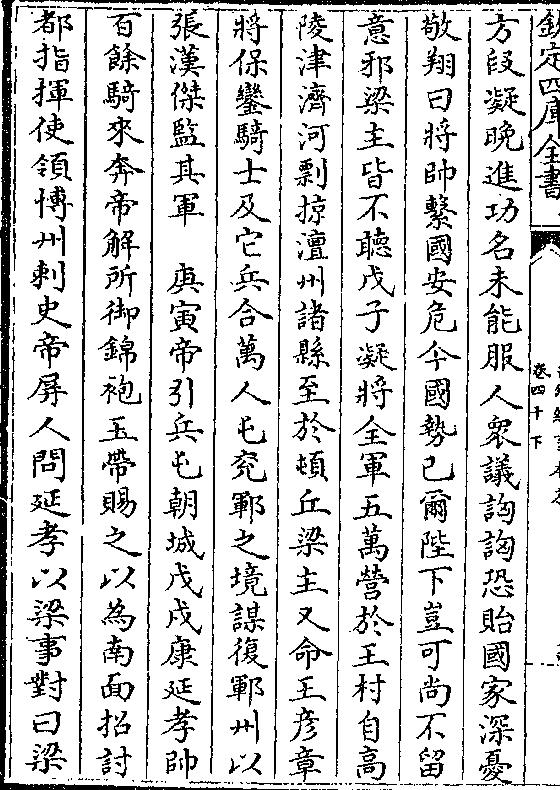 欽定四庫全書
卷四十下
方段凝晩進功名未能服人衆議詾詾恐貽國家深憂
敬翔曰將帥繫國安危今國勢已爾陛下豈可尚不留
意邪梁主皆不聽戊子凝將全軍五萬營於王村自高
陵津濟河剽掠澶州諸縣至於頓丘梁主又命王彦章
將保鑾騎士及它兵合萬人屯兖鄆之境謀復鄆州以
張漢傑監其軍　庚寅帝引兵屯朝城戊戌康延孝帥
百餘騎來奔帝解所御錦袍玉帶賜之以為南面招討
都指揮使領博州刺史帝屏人問延孝以梁事對曰梁